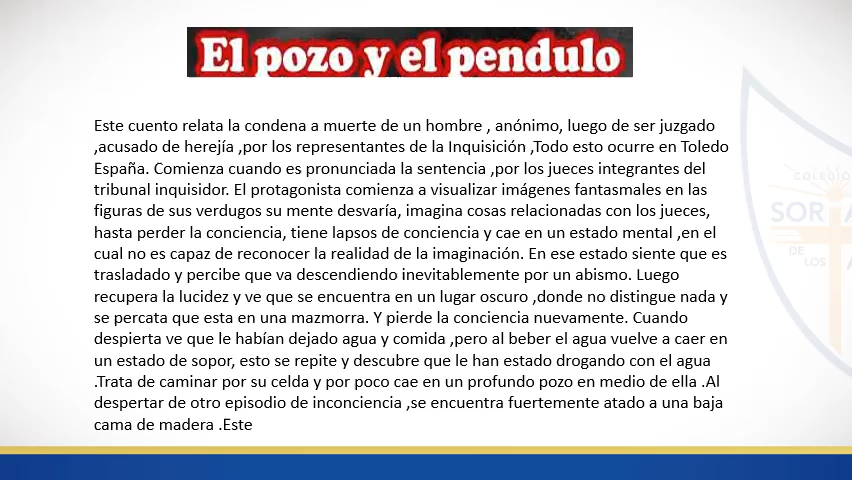 El pozo y el pendulo
Este cuento relata la condena a muerte de un hombre , anónimo, luego de ser juzgado
,acusado de herejía ,por los representantes de la Inquisición ,Todo esto ocurre en Toledo
España. Comienza cuando es pronunciada la sentencia ,por los jueces integrantes del
tribunal inquisidor. El protagonista comienza a visualizar imágenes fantasmales en las
figuras de sus verdugos su mente desvaría, imagina cosas relacionadas con los jueces,
hasta perder la conciencia, tiene lapsos de conciencia y cae en un estado mental ,en el
cual no es capaz de reconocer la realidad de la imaginación. En ese estado siente que es
trasladado y percibe que va descendiendo inevitablemente por un abismo. Luego
recupera la lucidez y ve que se encuentra en un lugar oscuro ,donde no distingue nada y
se percata que esta en una mazmorra. Y pierde la conciencia nuevamente. Cuando
despierta ve que le habían dejado agua y comida ,pero al beber el agua vuelve a caer en
un estado de sopor, esto se repite y descubre que le han estado drogando con el agua
.Trata de caminar por su celda y por poco cae en un profundo pozo en medio de ella .Al
despertar de otro episodio de inconciencia ,se encuentra fuertemente atado a una baja
cama de madera .Este
COLEGIO
SOR
DE
LOS